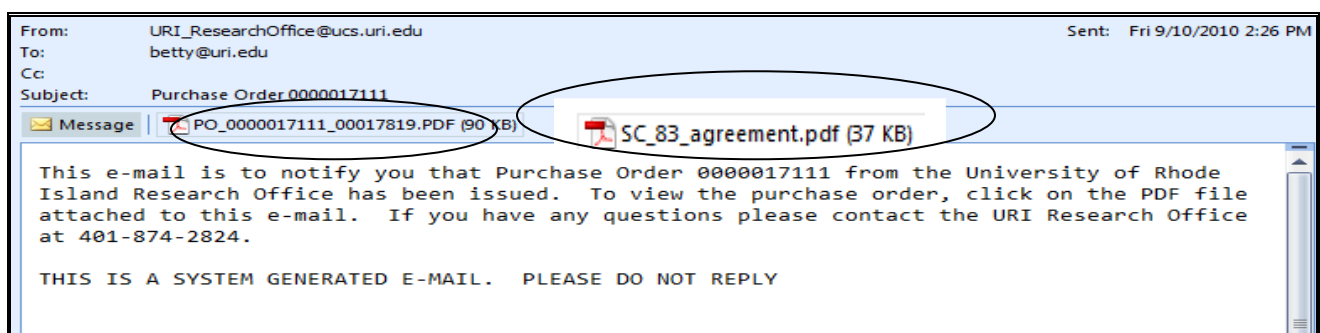 From: URI_ResearchOffice@ucs.uri.edu Sent: Fri 9/10/2010 2:26 PM
To: betty@uri.edu
Cc:
Subject: Purchase Order 0000017111
Message PO_0000017111_00017819.PDF (90 KB) SC_83_agreement.pdf (37 KB)
This e-mail is to notify you that Purchase Order 0000017111 from the University of Rhode
Island Research Office has been issued. To view the purchase order, click on the PDF file
attached to this e-mail. If you have any questions please contact the URI Research Office
at 401-874-2824.
THIS IS A SYSTEM GENERATED E-MAIL. PLEASE DO NOT REPLY